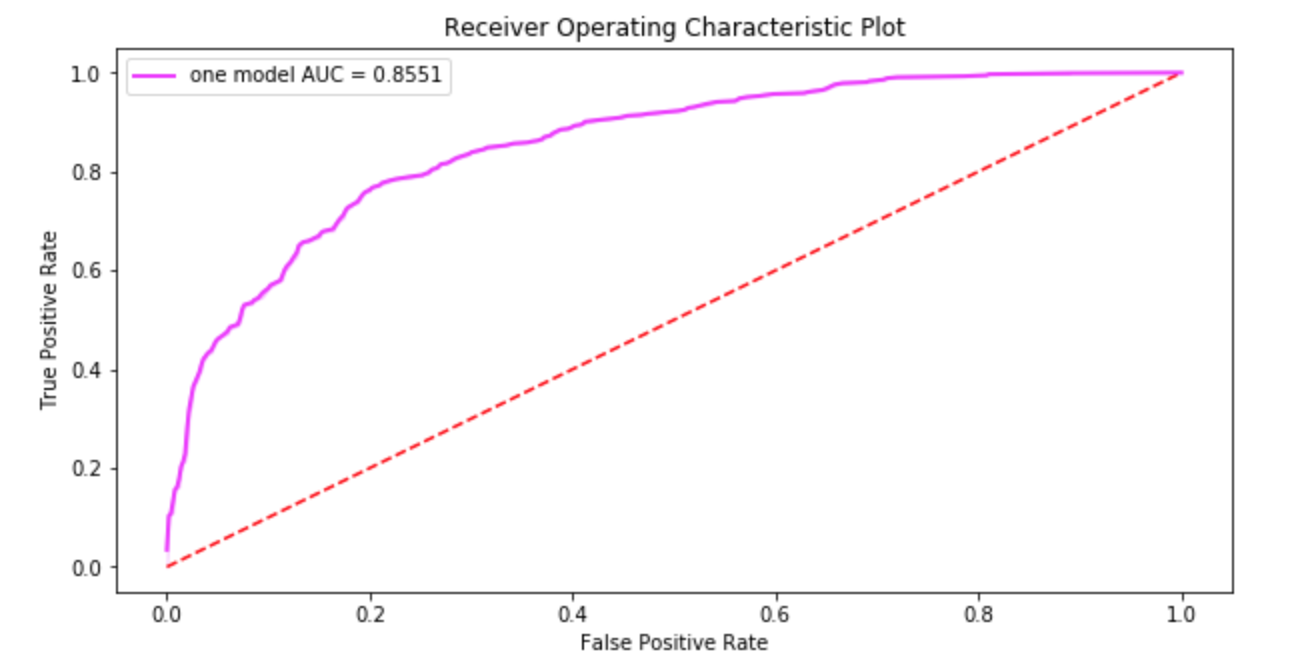 Receiver Operating Characteristic Plot
one model AUC = 0.8551
1.0
0.8
0.6
0.4
0.2
0.0
True Positive Rate
0.0 0.2 0.4 0.6 0.8 1.0
False Positive Rate